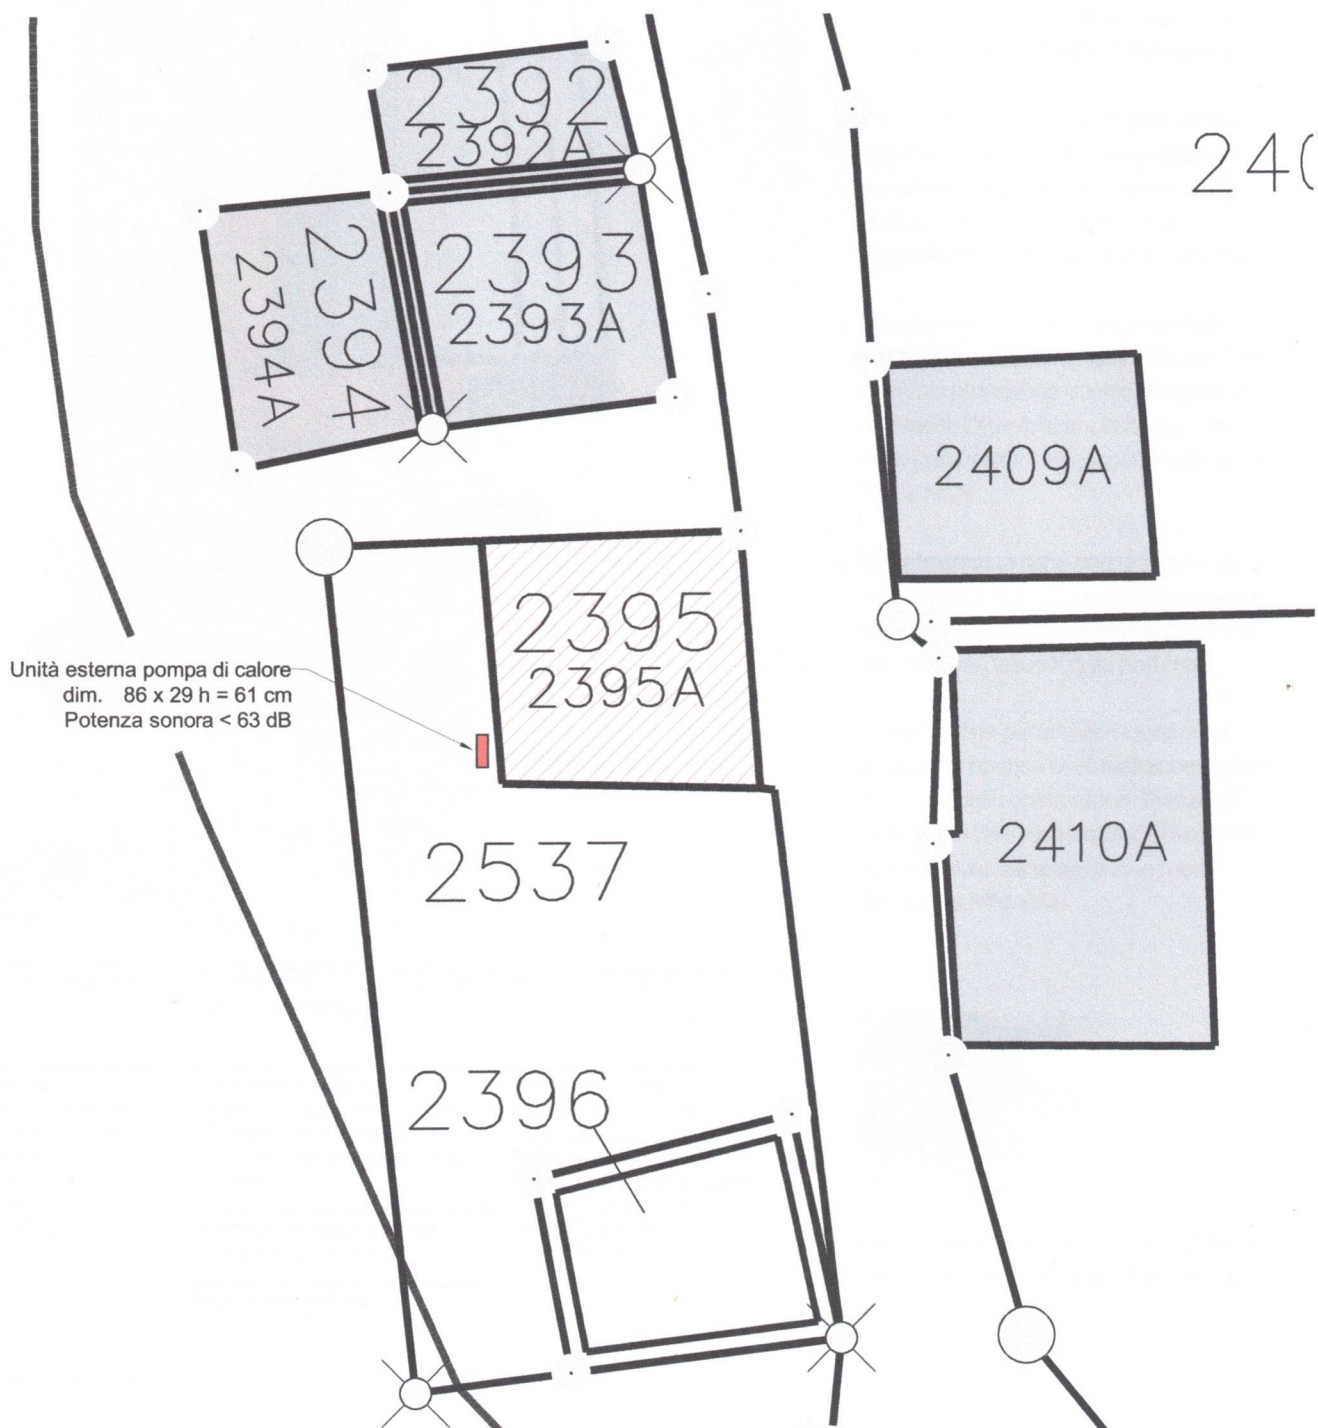 2392
2392A
240
2393
2393A
2394
2394A
2409A
2395
2395A
Unità esterna pompa di calore
dim. 86 x 29 h = 61 cm
Potenza sonora < 63 dB
2410A
2537
2396